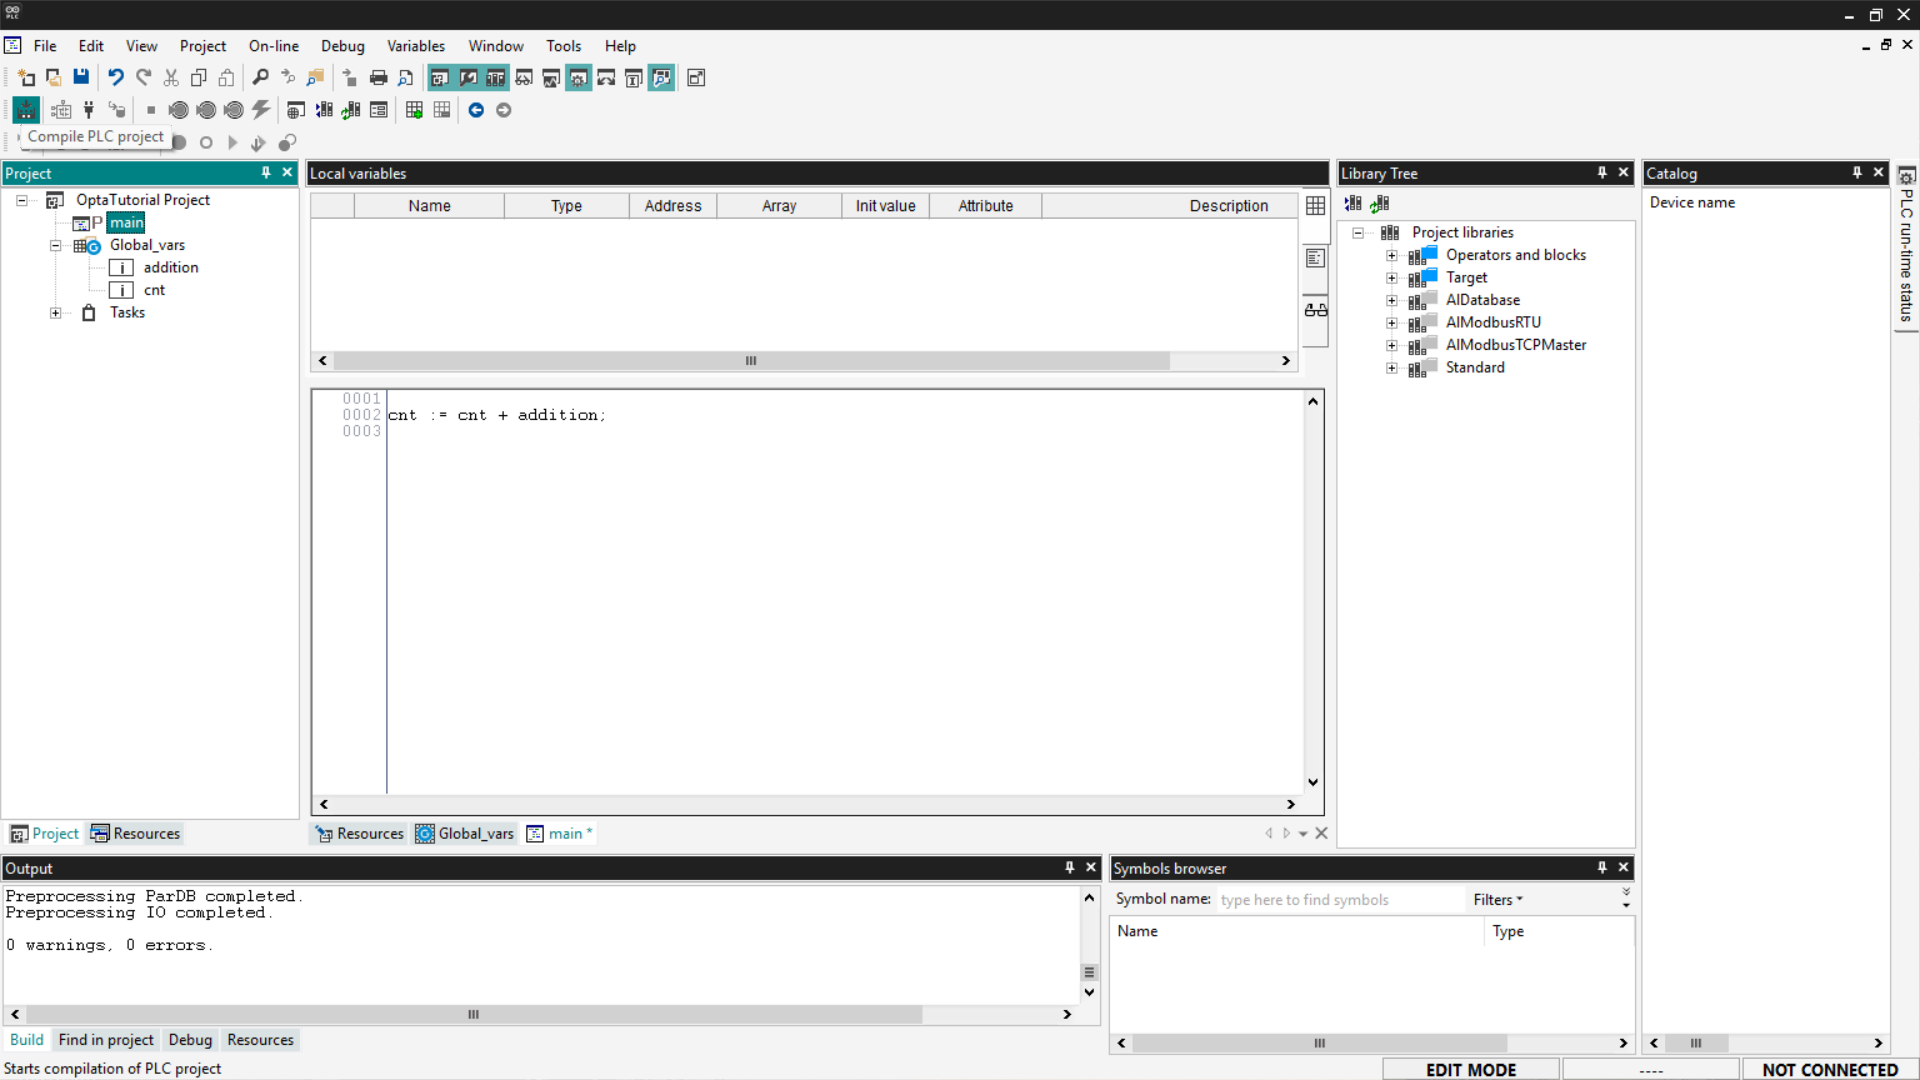 PLC
File Edit View Project On-line Debug Variables Window Tools Help
Compile PLC project
Project
OptaTutorial Project
P main
Global_vars
addition
cnt
Tasks
Project Resources
Local variables
Name Type Address Array Init value Attribute Description
0001
0002 cnt := cnt + addition;
0003
Resources Global_vars main *
Library Tree
Project libraries
Operators and blocks
Target
AlDatabase
AlModbusRTU
AlModbusTCPMaster
Standard
Catalog
Device name
PLC run-time status
Output
Preprocessing ParDB completed.
Preprocessing IO completed.
0 warnings, 0 errors.
Build Find in project Debug Resources
Symbols browser
Symbol name: type here to find symbols Filters
Name Type
Starts compilation of PLC project
EDIT MODE ---- NOT CONNECTED